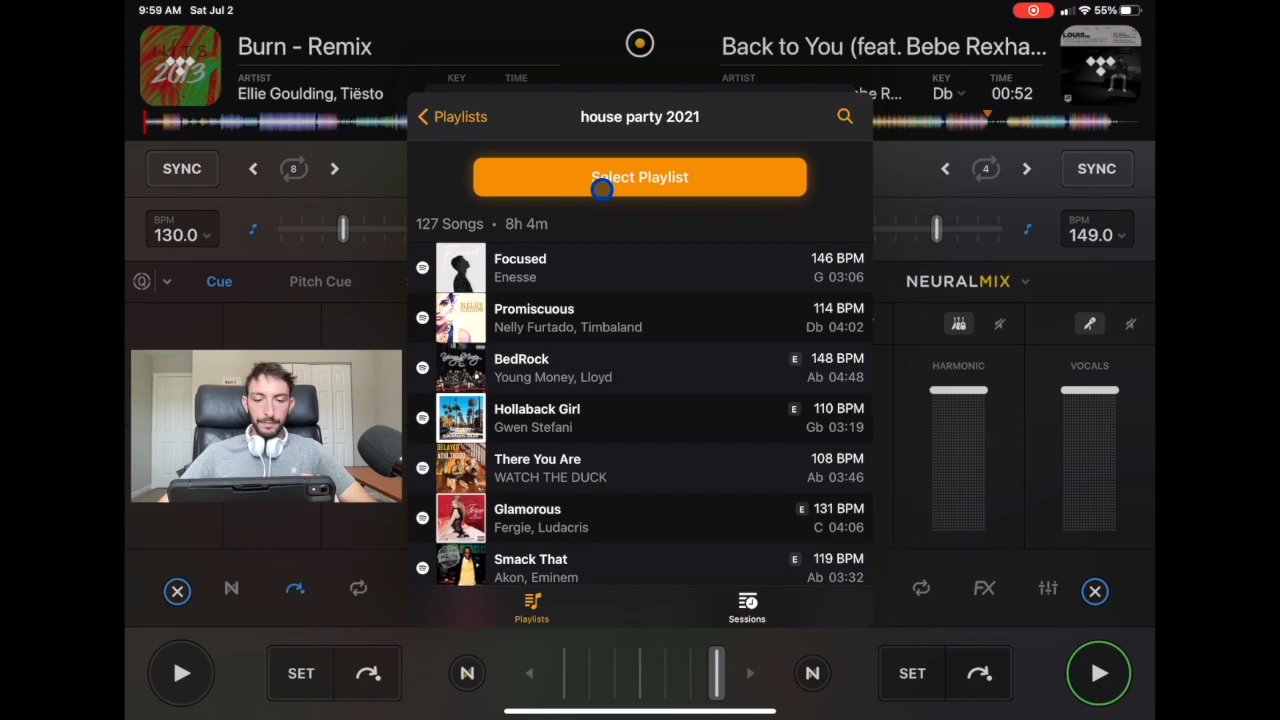 9:59 AM Sat Jul 2
55%
HITS
2013
Burn - Remix
ARTIST KEY TIME
Ellie Goulding, Tiësto
Back to You (feat. Bebe Rexha...
ARTIST KEY TIME
be R... Db 00:52
LOUIS
Playlists
house party 2021
Select Playlist
SYNC
8
4
SYNC
BPM
130.0
BPM
149.0
127 Songs • 8h 4m
Cue
Pitch Cue
NEURALMIX
Focused 146 BPM
Enesse G 03:06
Promiscuous 114 BPM
Nelly Furtado, Timbaland Db 04:02
BedRock E 148 BPM
Young Money, Lloyd Ab 04:48
Hollaback Girl E 110 BPM
Gwen Stefani Gb 03:19
There You Are 108 BPM
WATCH THE DUCK Ab 03:46
Glamorous E 131 BPM
Fergie, Ludacris C 04:06
Smack That E 119 BPM
Akon, Eminem Ab 03:32
HARMONIC
VOCALS
Playlists
Sessions
N
FX
SET
N
N
SET